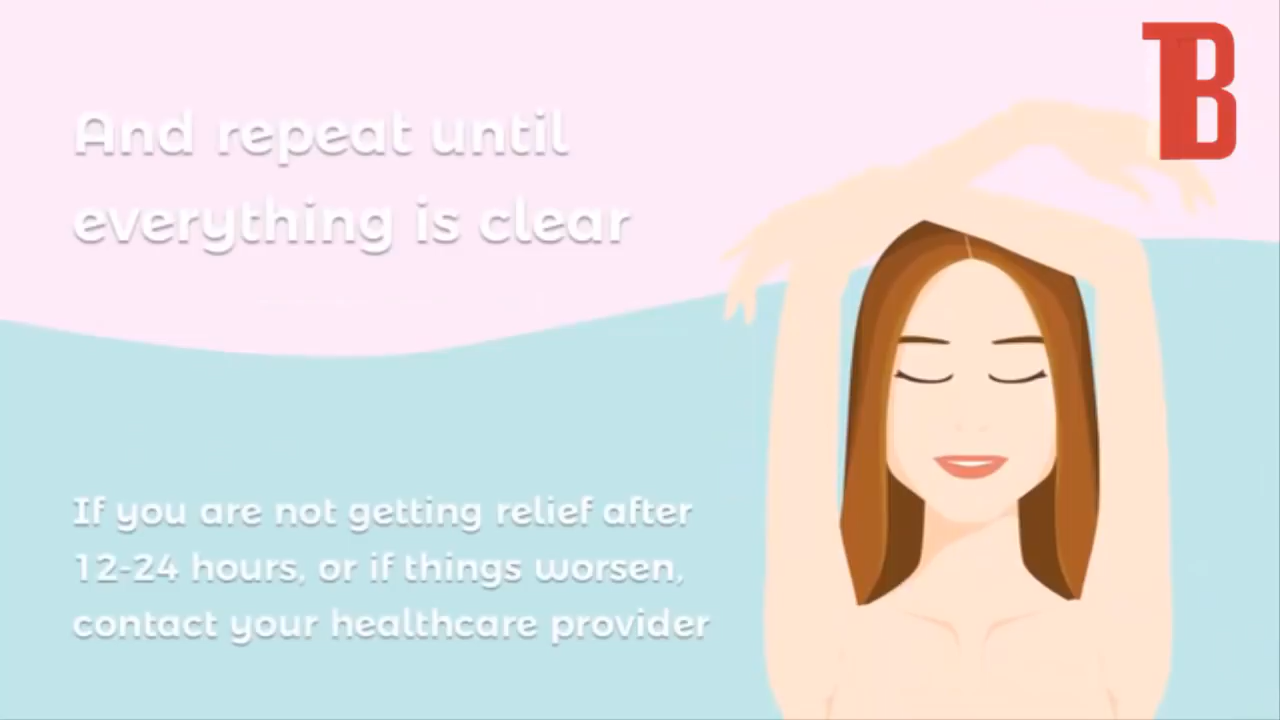 B
And repeat until
everything is clear
If you are not getting relief after
12-24 hours, or if things worsen,
contact your healthcare provider